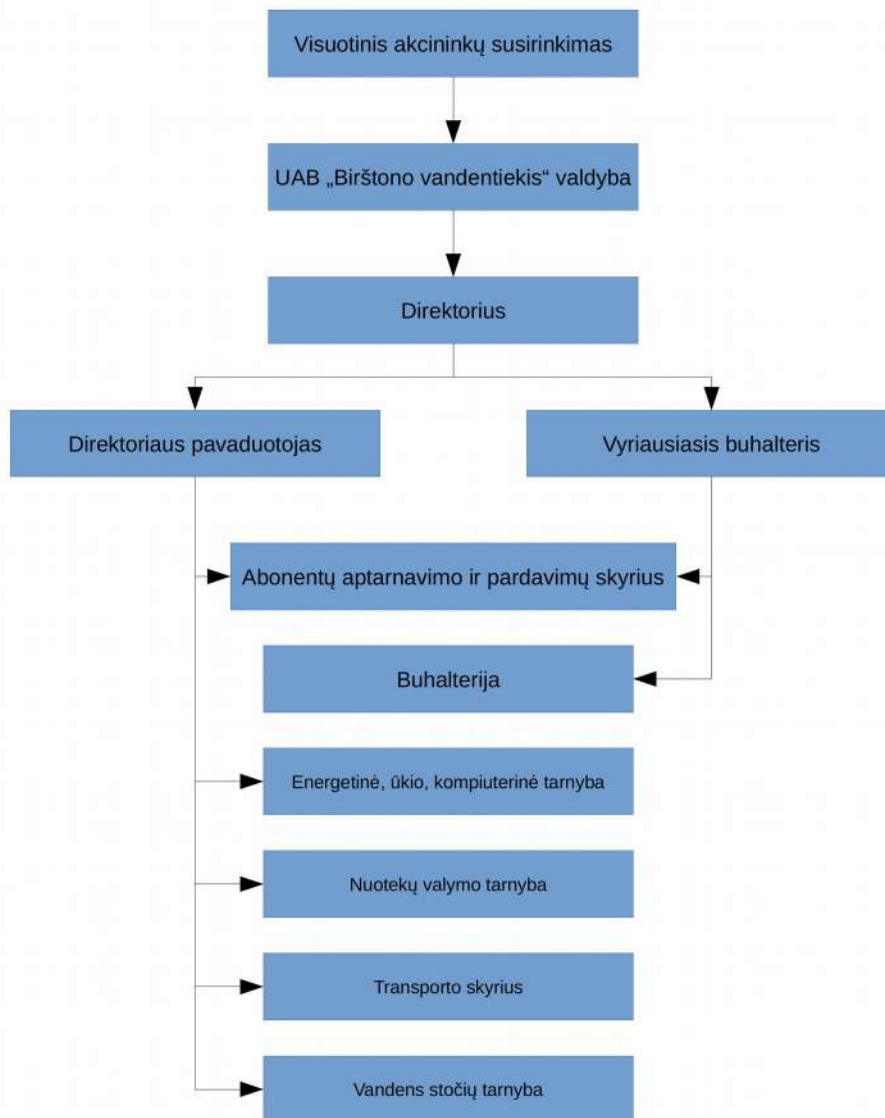 Visuotinis akcininkų susirinkimas
UAB „Birštono vandentiekis“ valdyba
Direktorius
Direktoriaus pavaduotojas
Vyriausiasis buhalteris
Abonentų aptarnavimo ir pardavimų skyrius
Buhalterija
Energetinė, ūkio, kompiuterinė tarnyba
Nuotekų valymo tarnyba
Transporto skyrius
Vandens stočių tarnyba